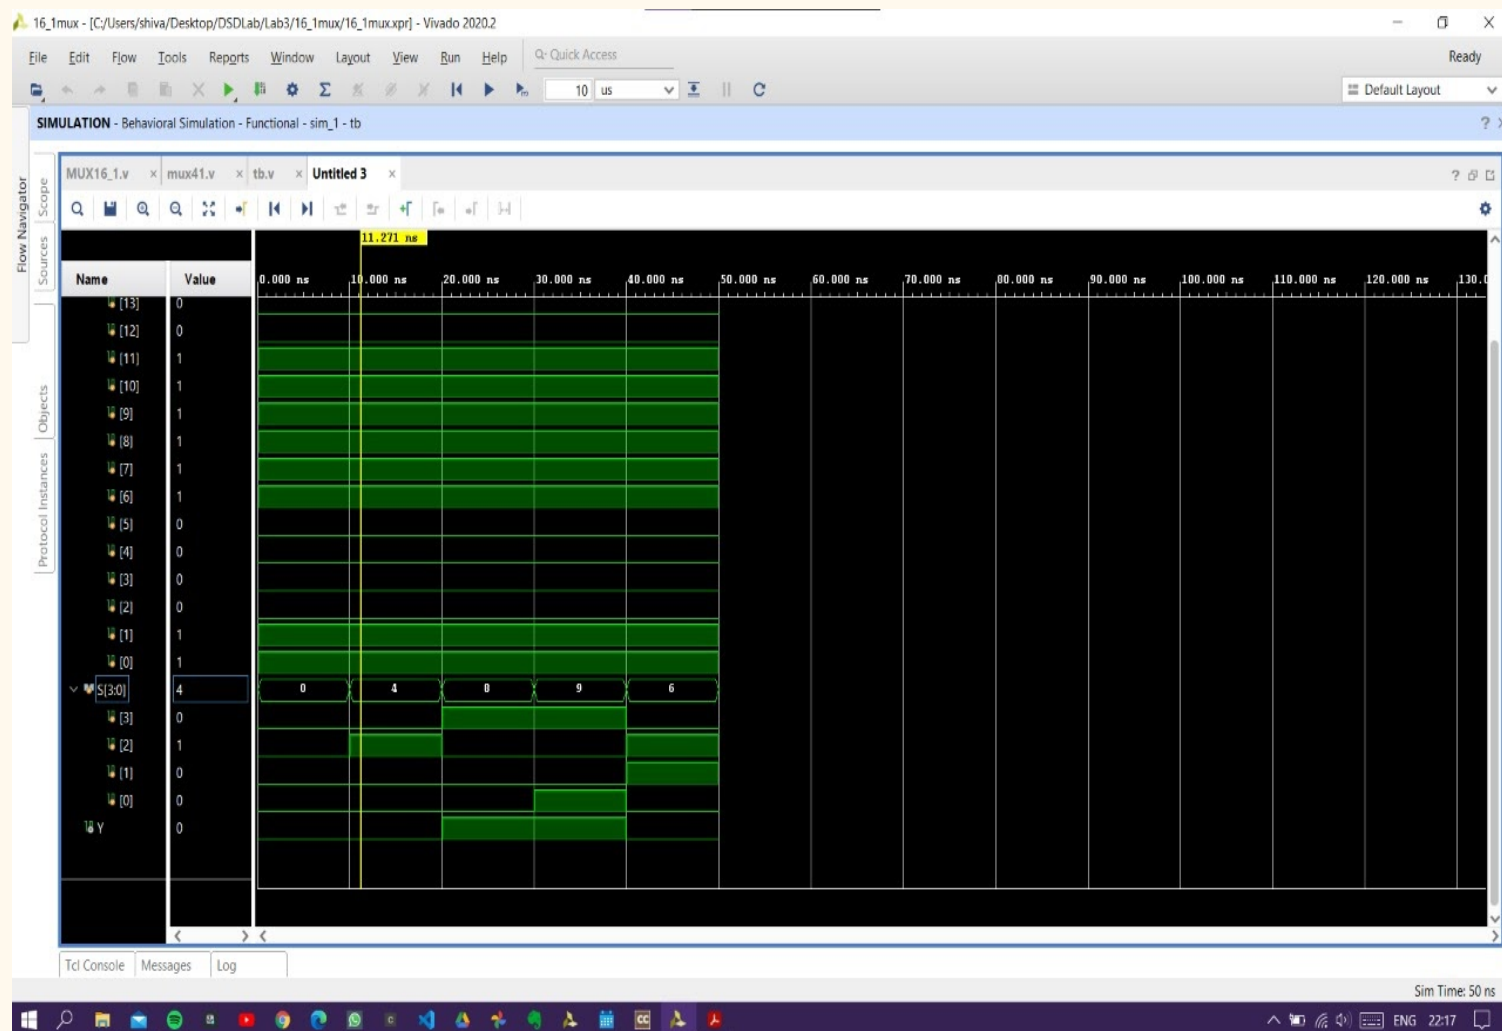 16_1mux - [C:/Users/shiva/Desktop/DSDLab/Lab3/16_1mux/16_1mux.xpr] - Vivado 2020.2
File Edit Flow Tools Reports Window Layout View Run Help Quick Access
Ready
10 us
Default Layout
SIMULATION - Behavioral Simulation - Functional - sim_1 - tb
Flow Navigator
Scope
Sources
Objects
Protocol Instances
MUX16_1.v mux41.v tb.v Untitled 3
11.271 ns
Name Value 0.000 ns 10.000 ns 20.000 ns 30.000 ns 40.000 ns 50.000 ns 60.000 ns 70.000 ns 80.000 ns 90.000 ns 100.000 ns 110.000 ns 120.000 ns 130.0
[13] 0
[12] 0
[11] 1
[10] 1
[9] 1
[8] 1
[7] 1
[6] 1
[5] 0
[4] 0
[3] 0
[2] 0
[1] 1
[0] 1
S[3:0] 4 0 4 8 9 6
[3] 0
[2] 1
[1] 0
[0] 0
Y 0
Tcl Console Messages Log
Sim Time: 50 ns
ENG 22:17